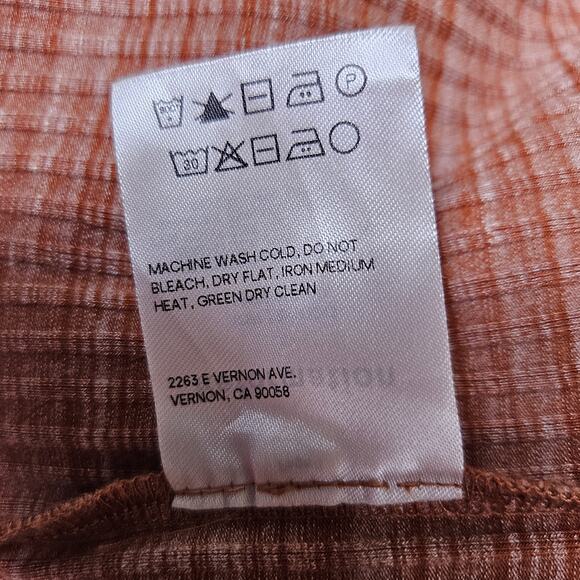 P
30
MACHINE WASH COLD, DO NOT
BLEACH, DRY FLAT, IRON MEDIUM
HEAT, GREEN DRY CLEAN
2263 E VERNON AVE.
VERNON, CA 90058